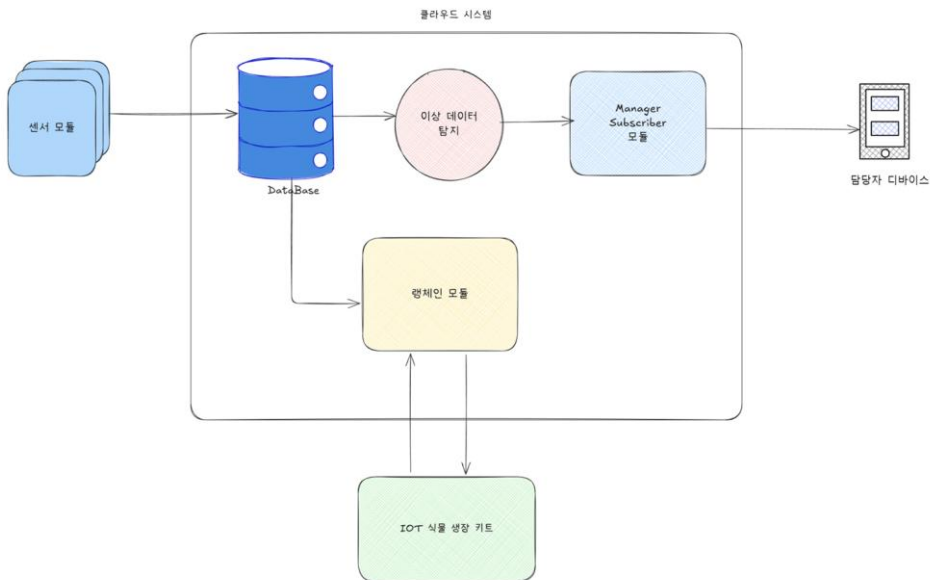 클라우드 시스템
센서 모듈
이상 데이터
탐지
Manager
Subscriber
모듈
DataBase
담당자 디바이스
랭체인 모듈
IOT 식물 생장 키트